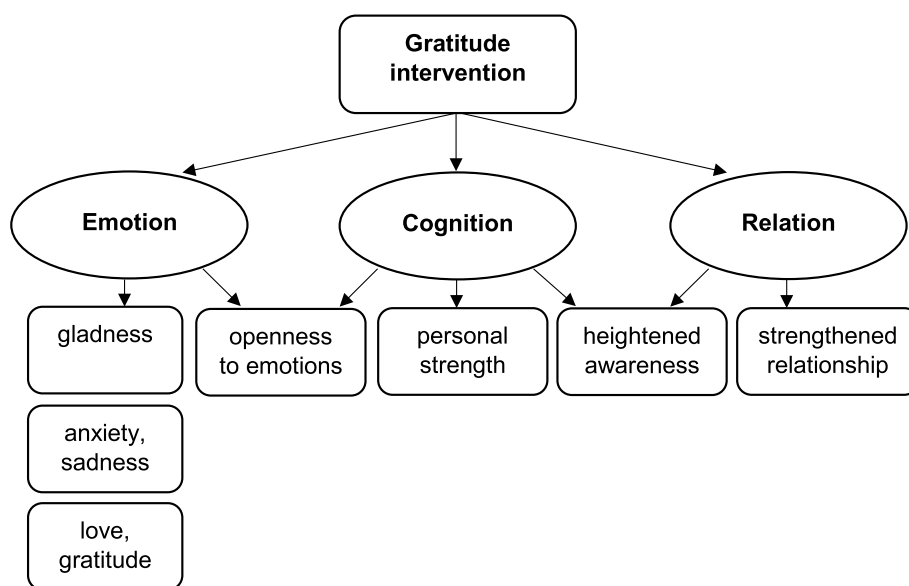 Gratitude
intervention
Emotion
Cognition
Relation
gladness
openness
to emotions
personal
strength
heightened
awareness
strengthened
relationship
anxiety,
sadness
love,
gratitude